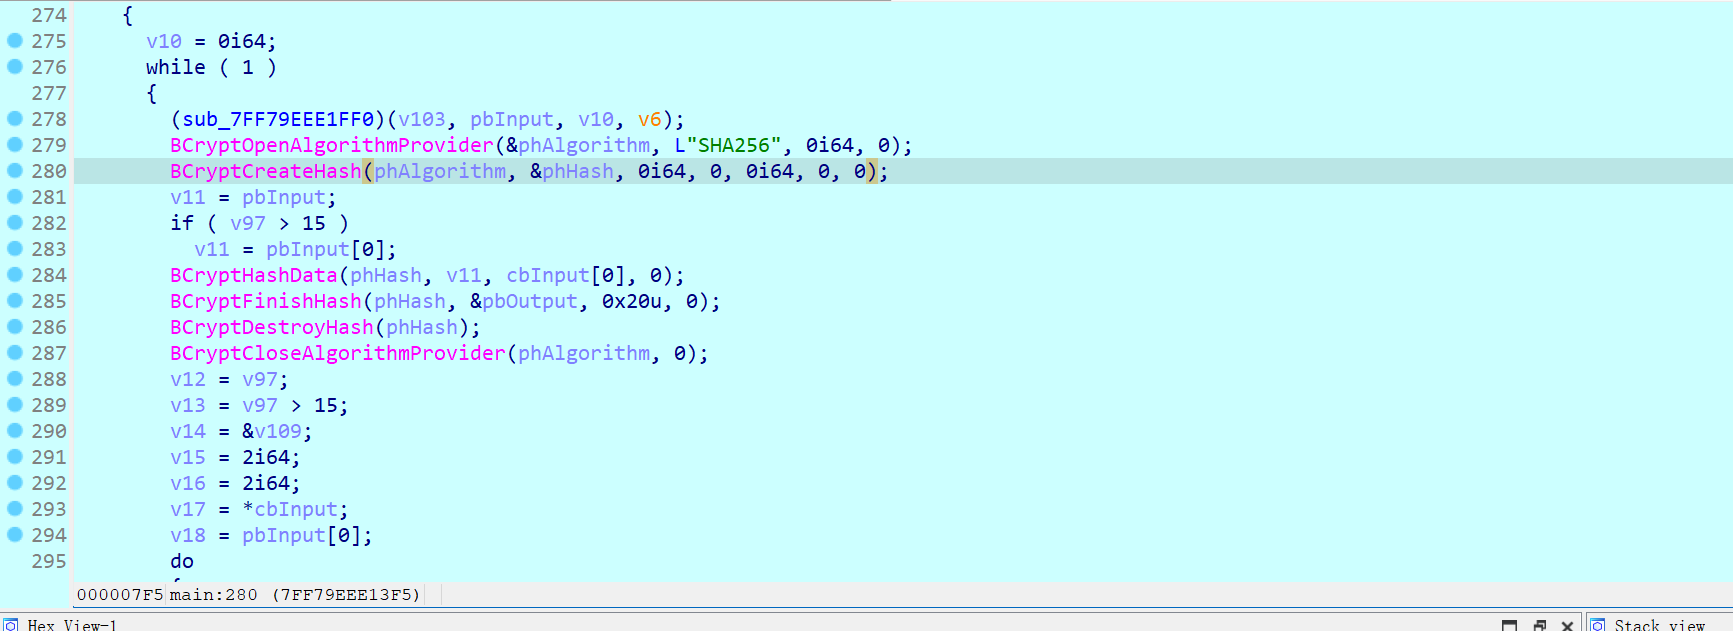 274 {
275 v10 = 0i64;
276 while ( 1 )
277 {
278 (sub_7FF79EEE1FF0)(v103, pbInput, v10, v6);
279 BCryptOpenAlgorithmProvider(&phAlgorithm, L"SHA256", 0i64, 0);
280 BCryptCreateHash(phAlgorithm, &phHash, 0i64, 0, 0i64, 0, 0);
281 v11 = pbInput;
282 if ( v97 > 15 )
283 v11 = pbInput[0];
284 BCryptHashData(phHash, v11, cbInput[0], 0);
285 BCryptFinishHash(phHash, &pbOutput, 0x20u, 0);
286 BCryptDestroyHash(phHash);
287 BCryptCloseAlgorithmProvider(phAlgorithm, 0);
288 v12 = v97;
289 v13 = v97 > 15;
290 v14 = &v109;
291 v15 = 2i64;
292 v16 = 2i64;
293 v17 = *cbInput;
294 v18 = pbInput[0];
295 do
000007F5 main:280 (7FF79EEE13F5)
Hex View-1 Stack view